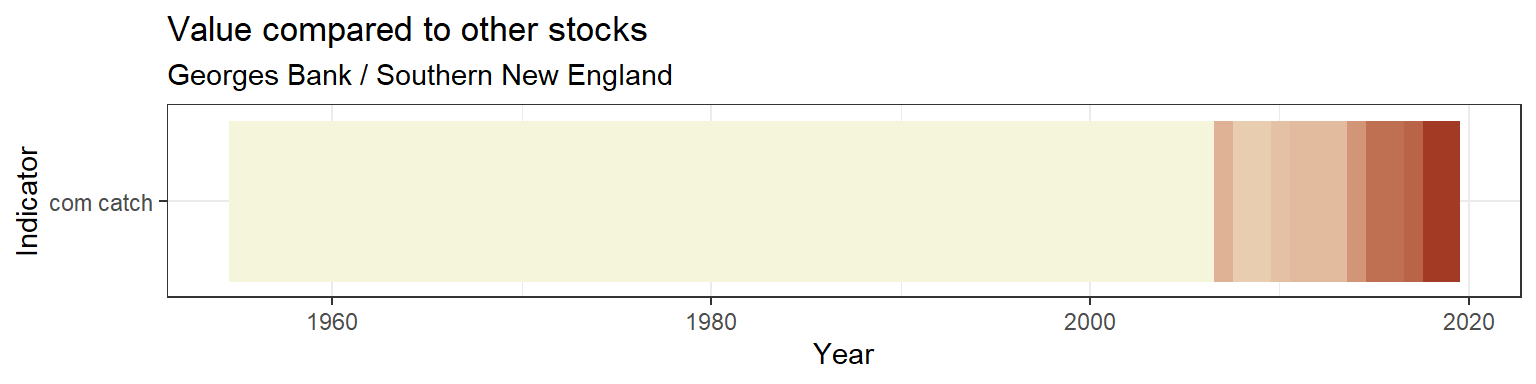 Value compared to other stocks
Georges Bank / Southern New England
Indicator
com catch
1960 1980 2000 2020
Year